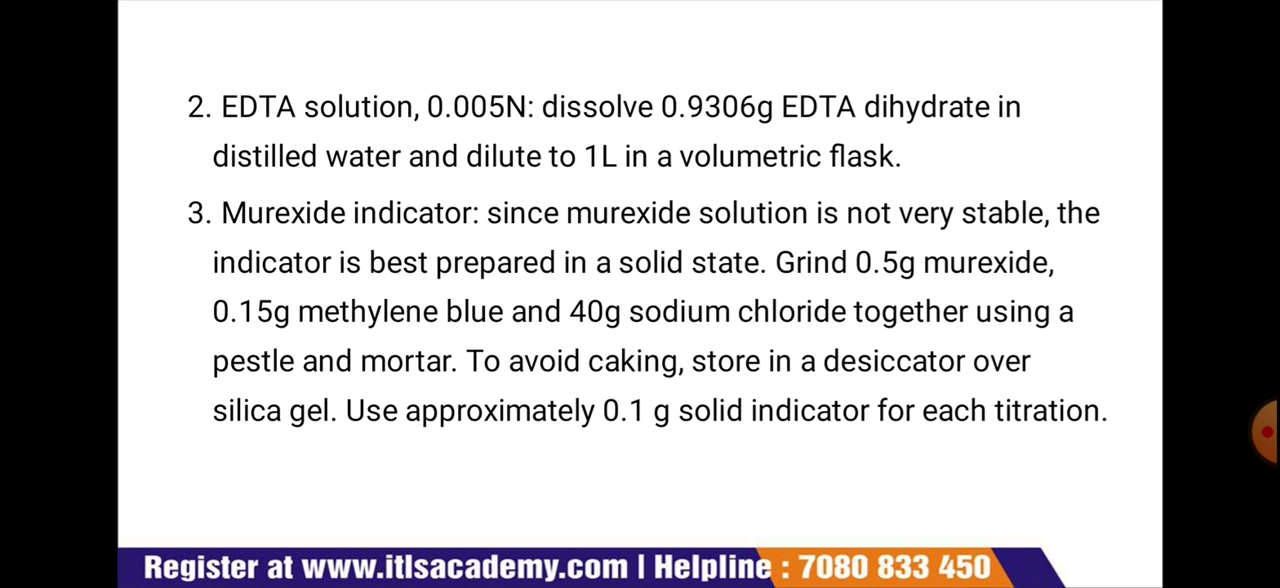 2. EDTA solution, 0.005N: dissolve 0.9306g EDTA dihydrate in
distilled water and dilute to 1L in a volumetric flask.
3. Murexide indicator: since murexide solution is not very stable, the
indicator is best prepared in a solid state. Grind 0.5g murexide,
0.15g methylene blue and 40g sodium chloride together using a
pestle and mortar. To avoid caking, store in a desiccator over
silica gel. Use approximately 0.1 g solid indicator for each titration.
Register at www.itlsacademy.com | Helpline : 7080 833 450